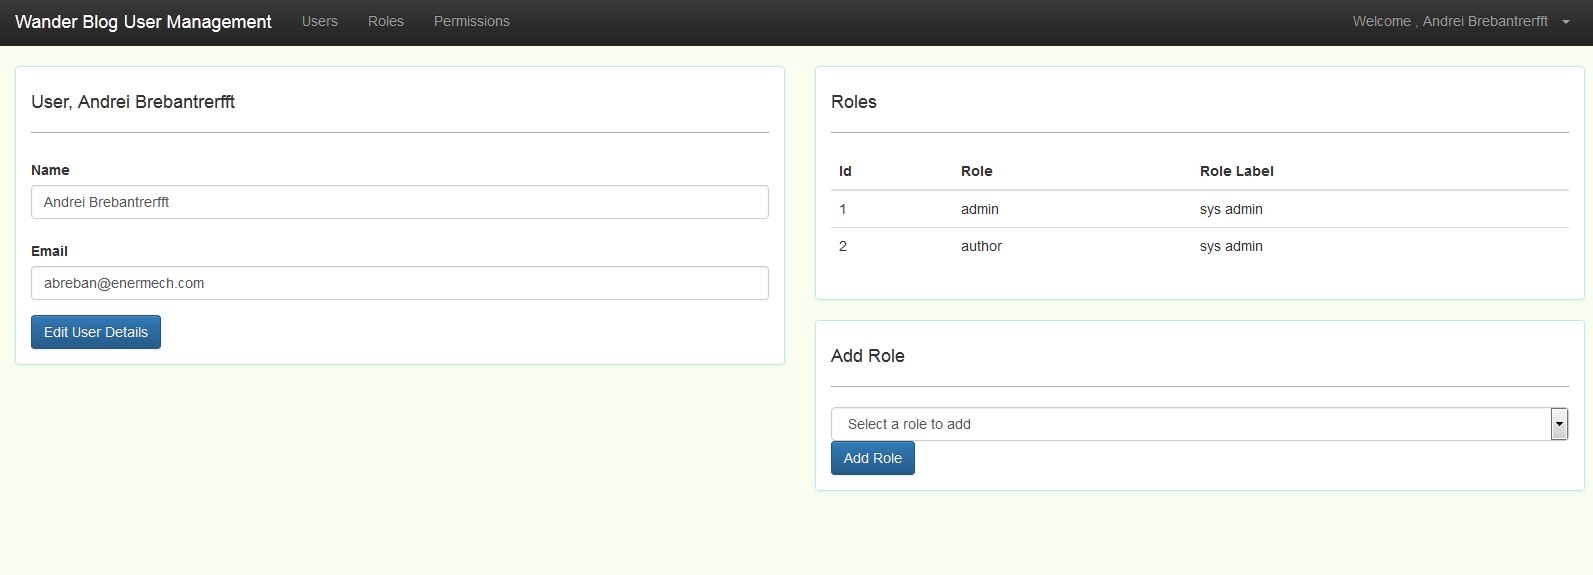 Wander Blog User Management Users Roles Permissions Welcome , Andrei Brebantrerfft
User, Andrei Brebantrerfft
Name
Andrei Brebantrerfft
Email
abreban@enermech.com
Edit User Details
Roles
Id Role Role Label
1 admin sys admin
2 author sys admin
Add Role
Select a role to add
Add Role